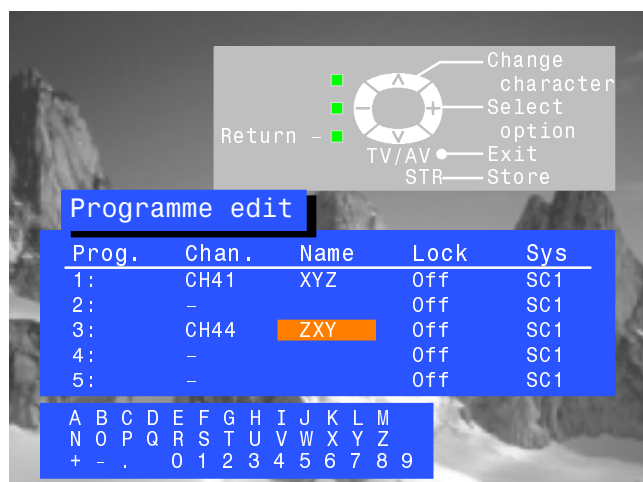 Change
character
Select
option
Return –
TV/AV Exit
STR Store
Programme edit
Prog. Chan. Name Lock Sys
1: CH41 XYZ Off SC1
2: – Off SC1
3: CH44 ZXY Off SC1
4: – Off SC1
5: – Off SC1
A B C D E F G H I J K L M
N O P Q R S T U V W X Y Z
+ – . 0 1 2 3 4 5 6 7 8 9